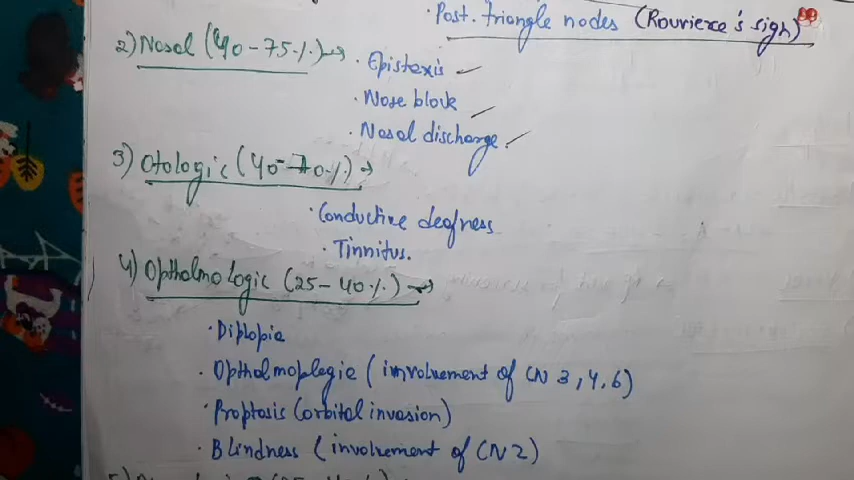 · Post. triangle nodes (Rouvierce's sign)
2) Nasal (40-75%) →
· Epistaxis
· Nose block
· Nasal discharge
3) Otologic (40-70%) →
· Conductive deafness
· Tinnitus.
4) Opthalmologic (25-40%) →
· Diplopia
· Opthalmoplegia (involvement of CN 3, 4, 6)
· Proptosis (orbital invasion)
· Blindness (involvement of CN 2)